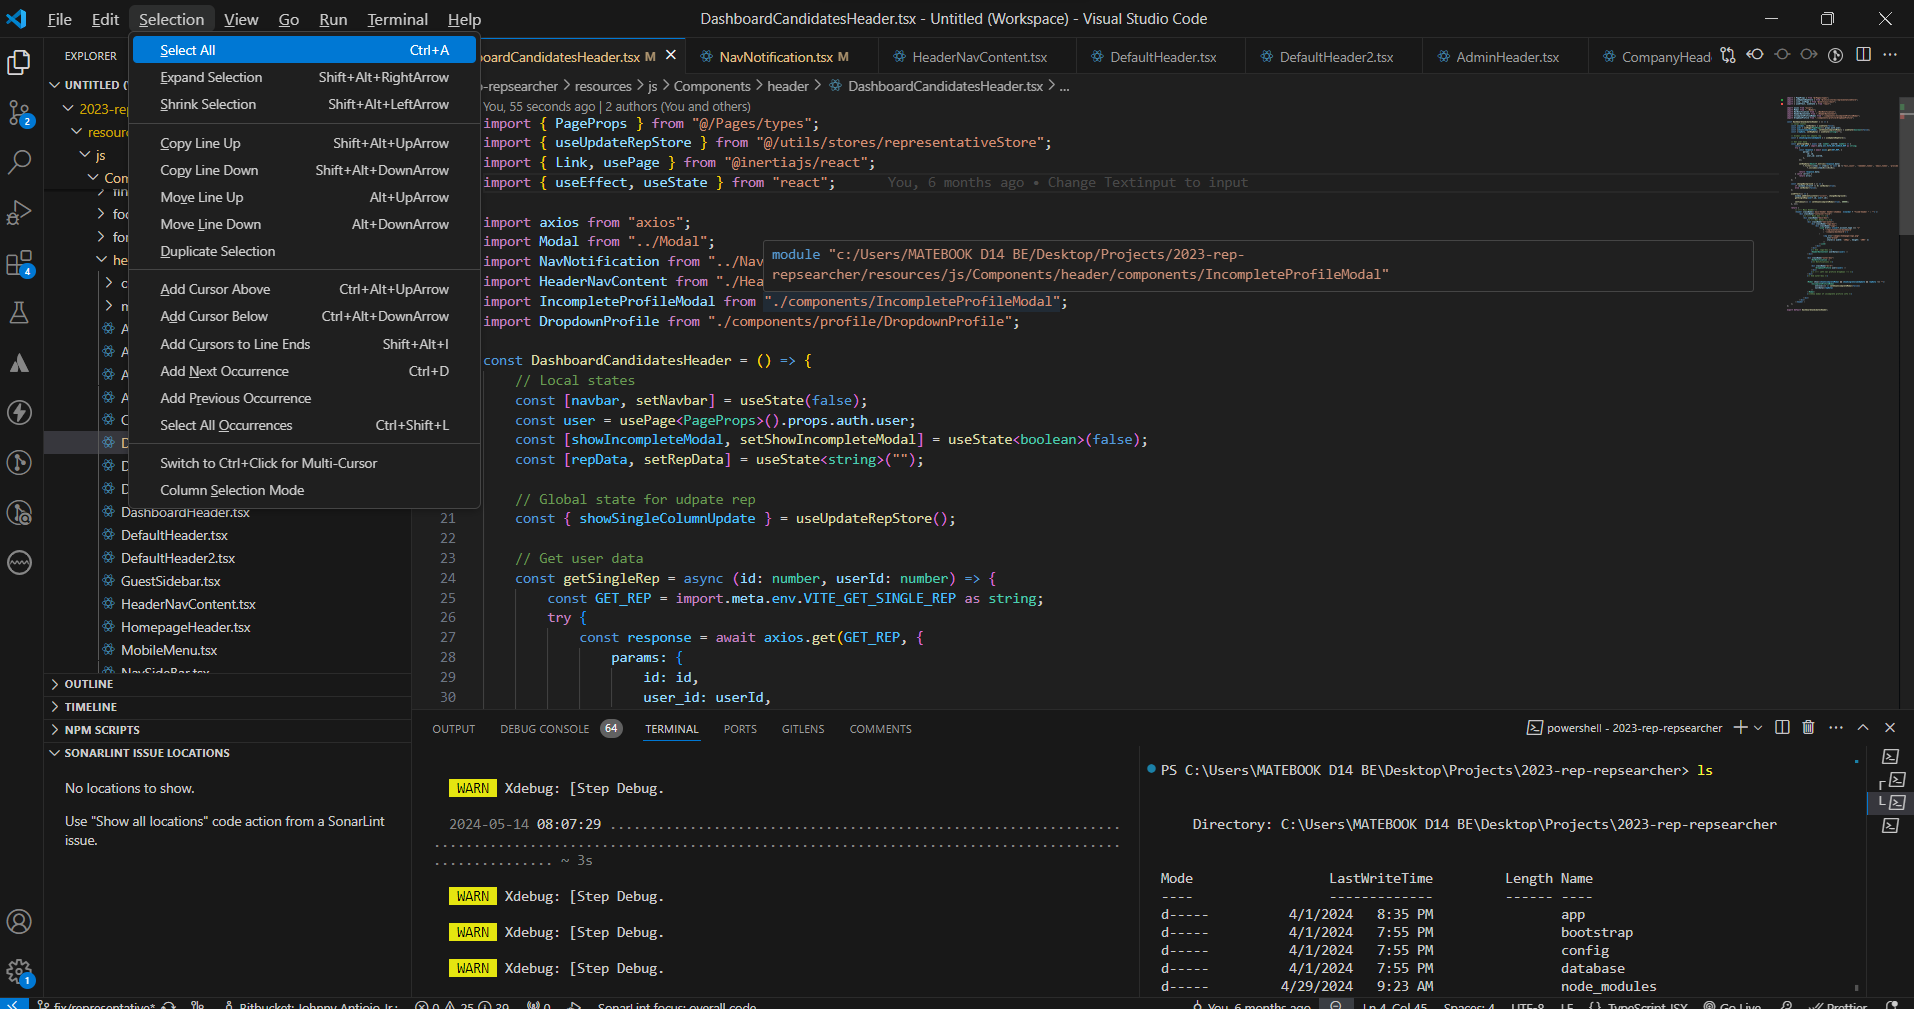 File Edit Selection View Go Run Terminal Help
DashboardCandidatesHeader.tsx - Untitled (Workspace) - Visual Studio Code
EXPLORER
UNTITLED (
2023-rep
js
DashboardHeader.tsx
DefaultHeader.tsx
DefaultHeader2.tsx
GuestSidebar.tsx
HeaderNavContent.tsx
HomepageHeader.tsx
MobileMenu.tsx
NavSideBar.tsx
OUTLINE
TIMELINE
NPM SCRIPTS
SONARLINT ISSUE LOCATIONS
No locations to show.
Use "Show all locations" code action from a SonarLint
issue.
2
4
1
Select All Ctrl+A
Expand Selection Shift+Alt+RightArrow
Shrink Selection Shift+Alt+LeftArrow
Copy Line Up Shift+Alt+UpArrow
Copy Line Down Shift+Alt+DownArrow
Move Line Up Alt+UpArrow
Move Line Down Alt+DownArrow
Duplicate Selection
Add Cursor Above Ctrl+Alt+UpArrow
Add Cursor Below Ctrl+Alt+DownArrow
Add Cursors to Line Ends Shift+Alt+I
Add Next Occurrence Ctrl+D
Add Previous Occurrence
Select All Occurrences Ctrl+Shift+L
Switch to Ctrl+Click for Multi-Cursor
Column Selection Mode
boardCandidatesHeader.tsx M NavNotification.tsx M HeaderNavContent.tsx DefaultHeader.tsx DefaultHeader2.tsx AdminHeader.tsx CompanyHead
-repsearcher > resources > js > Components > header > DashboardCandidatesHeader.tsx > ...
You, 55 seconds ago | 2 authors (You and others)
import { PageProps } from "@/Pages/types";
import { useUpdateRepStore } from "@/utils/stores/representativeStore";
import { Link, usePage } from "@inertiajs/react";
import { useEffect, useState } from "react"; You, 6 months ago • Change Textinput to input
import axios from "axios";
import Modal from "../Modal";
import NavNotification from "../Nav
import HeaderNavContent from "./Hea
module "c:/Users/MATEBOOK D14 BE/Desktop/Projects/2023-rep-
repsearcher/resources/js/Components/header/components/IncompleteProfileModal"
import IncompleteProfileModal from "./components/IncompleteProfileModal";
import DropdownProfile from "./components/profile/DropdownProfile";
const DashboardCandidatesHeader = () => {
// Local states
const [navbar, setNavbar] = useState(false);
const user = usePage<PageProps>().props.auth.user;
const [showIncompleteModal, setShowIncompleteModal] = useState<boolean>(false);
const [repData, setRepData] = useState<string>("");
// Global state for udpate rep
21 const { showSingleColumnUpdate } = useUpdateRepStore();
22
23 // Get user data
24 const getSingleRep = async (id: number, userId: number) => {
25 const GET_REP = import.meta.env.VITE_GET_SINGLE_REP as string;
26 try {
27 const response = await axios.get(GET_REP, {
28 params: {
29 id: id,
30 user_id: userId,
OUTPUT DEBUG CONSOLE 64 TERMINAL PORTS GITLENS COMMENTS
powershell - 2023-rep-repsearcher
WARN Xdebug: [Step Debug.
2024-05-14 08:07:29 ................................................................
......................................................................................
............... ~ 3s
WARN Xdebug: [Step Debug.
WARN Xdebug: [Step Debug.
WARN Xdebug: [Step Debug.
PS C:\Users\MATEBOOK D14 BE\Desktop\Projects\2023-rep-repsearcher> ls
Directory: C:\Users\MATEBOOK D14 BE\Desktop\Projects\2023-rep-repsearcher
Mode LastWriteTime Length Name
---- ------------- ------ ----
d----- 4/1/2024 8:35 PM app
d----- 4/1/2024 7:55 PM bootstrap
d----- 4/1/2024 7:55 PM config
d----- 4/1/2024 7:55 PM database
d----- 4/29/2024 9:23 AM node_modules
fix/representative* Bitbucket: Johnny Antioio Jr.: 0 25 39 0 SonarLint focus: overall code You, 6 months ago Ln 4, Col 45 Spaces: 4 UTF-8 LF {} TypeScript JSX Go Live Prettier